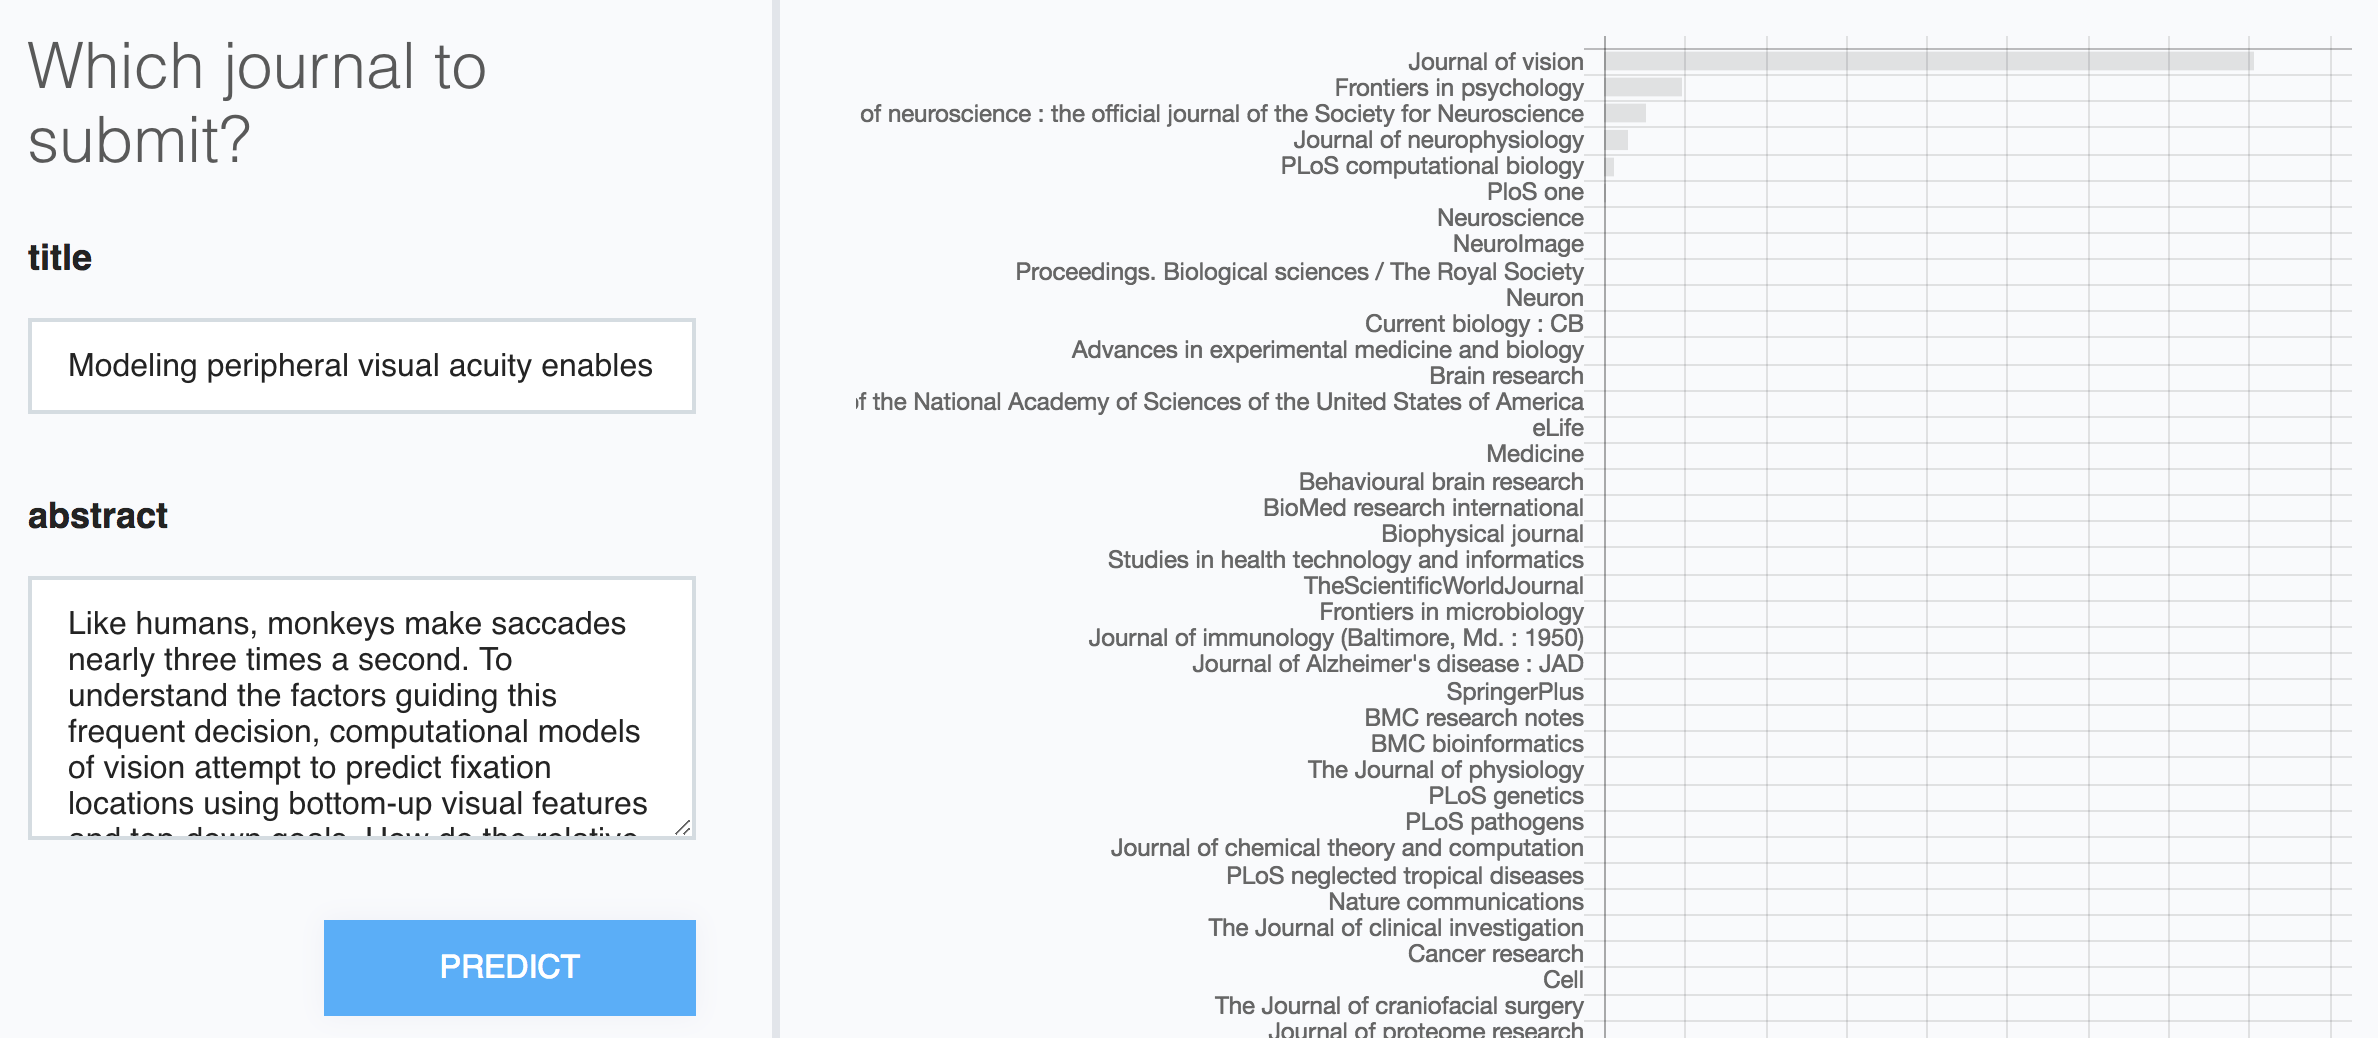 Which journal to
submit?
title
Modeling peripheral visual acuity enables
abstract
Like humans, monkeys make saccades
nearly three times a second. To
understand the factors guiding this
frequent decision, computational models
of vision attempt to predict fixation
locations using bottom-up visual features
and top-down goals. How do the relative
PREDICT
Journal of vision
Frontiers in psychology
of neuroscience : the official journal of the Society for Neuroscience
Journal of neurophysiology
PLoS computational biology
PloS one
Neuroscience
NeuroImage
Proceedings. Biological sciences / The Royal Society
Neuron
Current biology : CB
Advances in experimental medicine and biology
Brain research
of the National Academy of Sciences of the United States of America
eLife
Medicine
Behavioural brain research
BioMed research international
Biophysical journal
Studies in health technology and informatics
TheScientificWorldJournal
Frontiers in microbiology
Journal of immunology (Baltimore, Md. : 1950)
Journal of Alzheimer's disease : JAD
SpringerPlus
BMC research notes
BMC bioinformatics
The Journal of physiology
PLoS genetics
PLoS pathogens
Journal of chemical theory and computation
PLoS neglected tropical diseases
Nature communications
The Journal of clinical investigation
Cancer research
Cell
The Journal of craniofacial surgery
Journal of proteome research